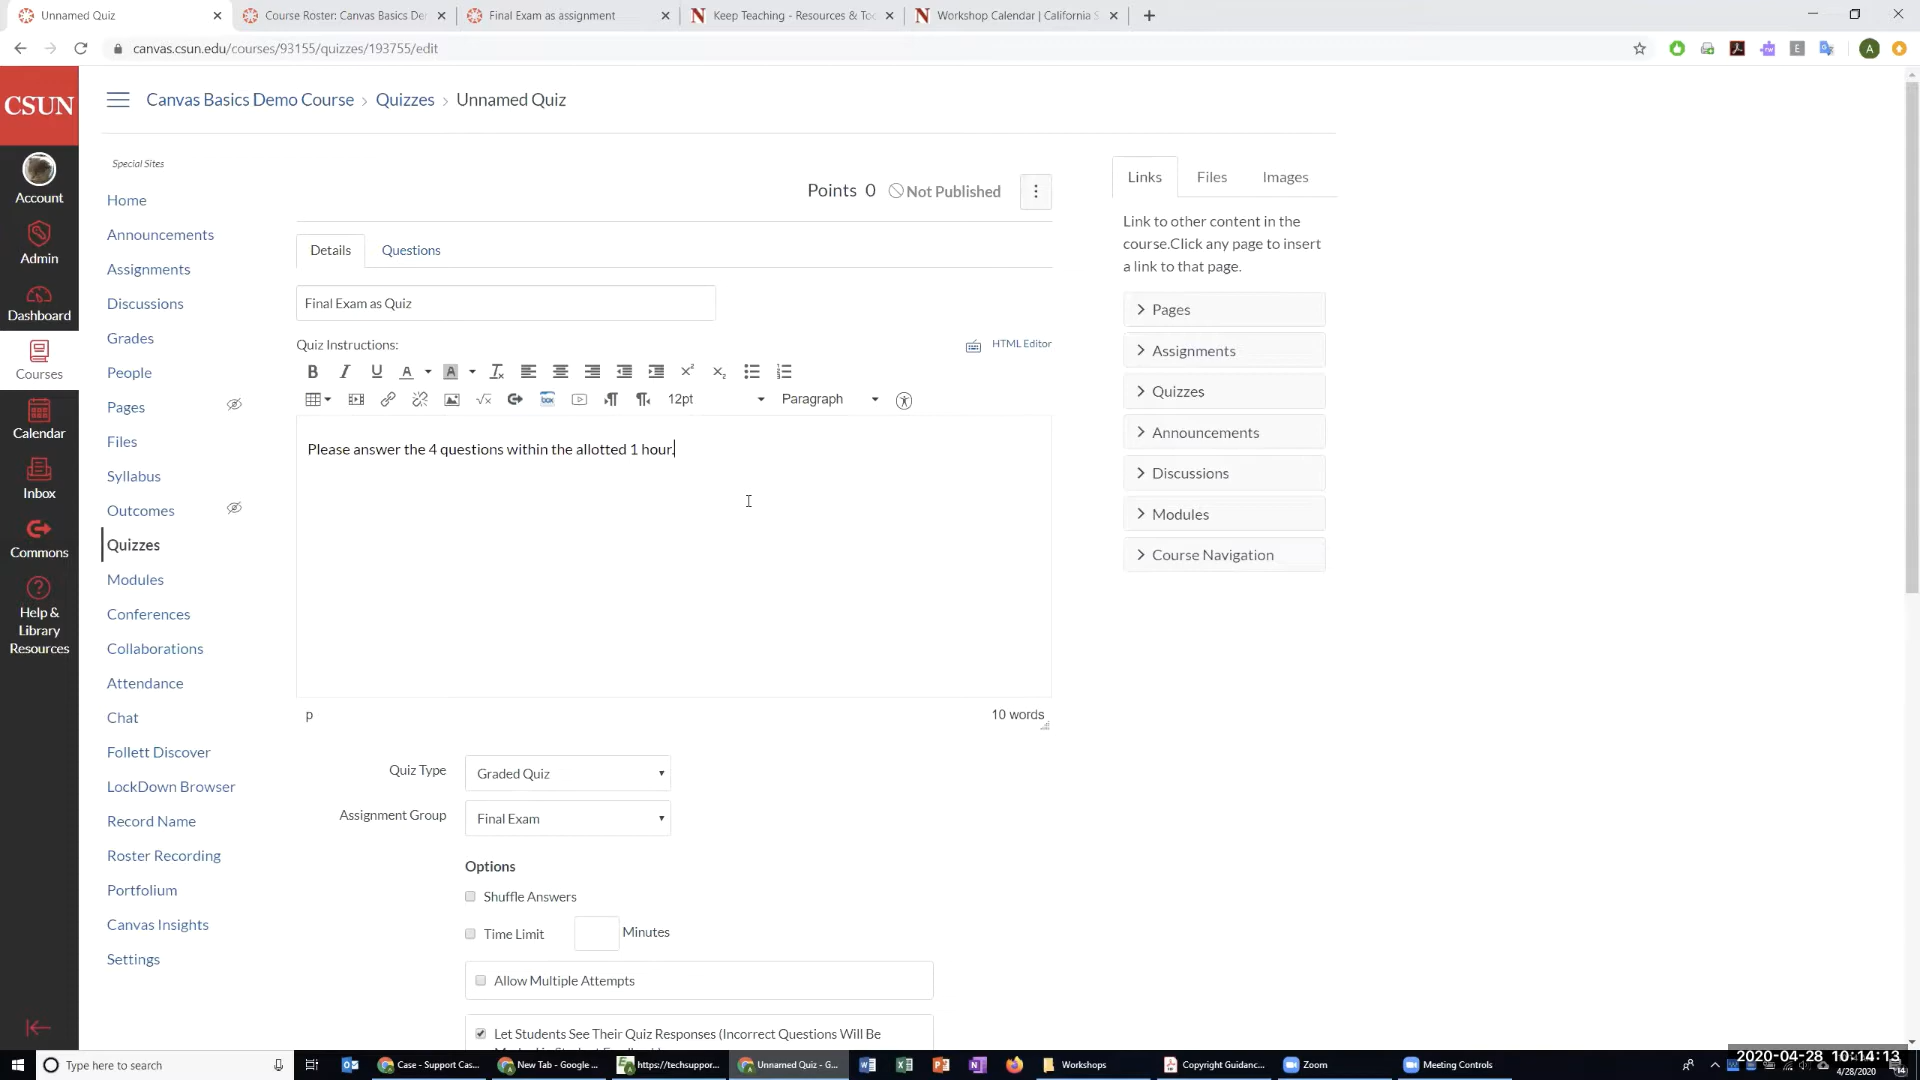 Unnamed Quiz
Course Roster: Canvas Basics De
Final Exam as assignment
Keep Teaching - Resources & Too
Workshop Calendar | California S
canvas.csun.edu/courses/93155/quizzes/193755/edit
CSUN
Canvas Basics Demo Course › Quizzes › Unnamed Quiz
Account
Admin
Dashboard
Courses
Calendar
Inbox
Commons
Help &
Library
Resources
Special Sites
Home
Announcements
Assignments
Discussions
Grades
People
Pages
Files
Syllabus
Outcomes
Quizzes
Modules
Conferences
Collaborations
Attendance
Chat
Follett Discover
LockDown Browser
Record Name
Roster Recording
Portfolium
Canvas Insights
Settings
Points 0 Not Published
Details Questions
Final Exam as Quiz
Quiz Instructions:
HTML Editor
12pt
Paragraph
Please answer the 4 questions within the allotted 1 hour.
p
10 words
Quiz Type Graded Quiz
Assignment Group Final Exam
Options
Shuffle Answers
Time Limit Minutes
Allow Multiple Attempts
Let Students See Their Quiz Responses (Incorrect Questions Will Be
Links Files Images
Link to other content in the
course.Click any page to insert
a link to that page.
Pages
Assignments
Quizzes
Announcements
Discussions
Modules
Course Navigation
Type here to search
Case - Support Cas...
New Tab - Google ...
https://techsuppor...
Unnamed Quiz - G...
Workshops
Copyright Guidanc...
Zoom
Meeting Controls
2020-04-28 10:14:13
4/28/2020